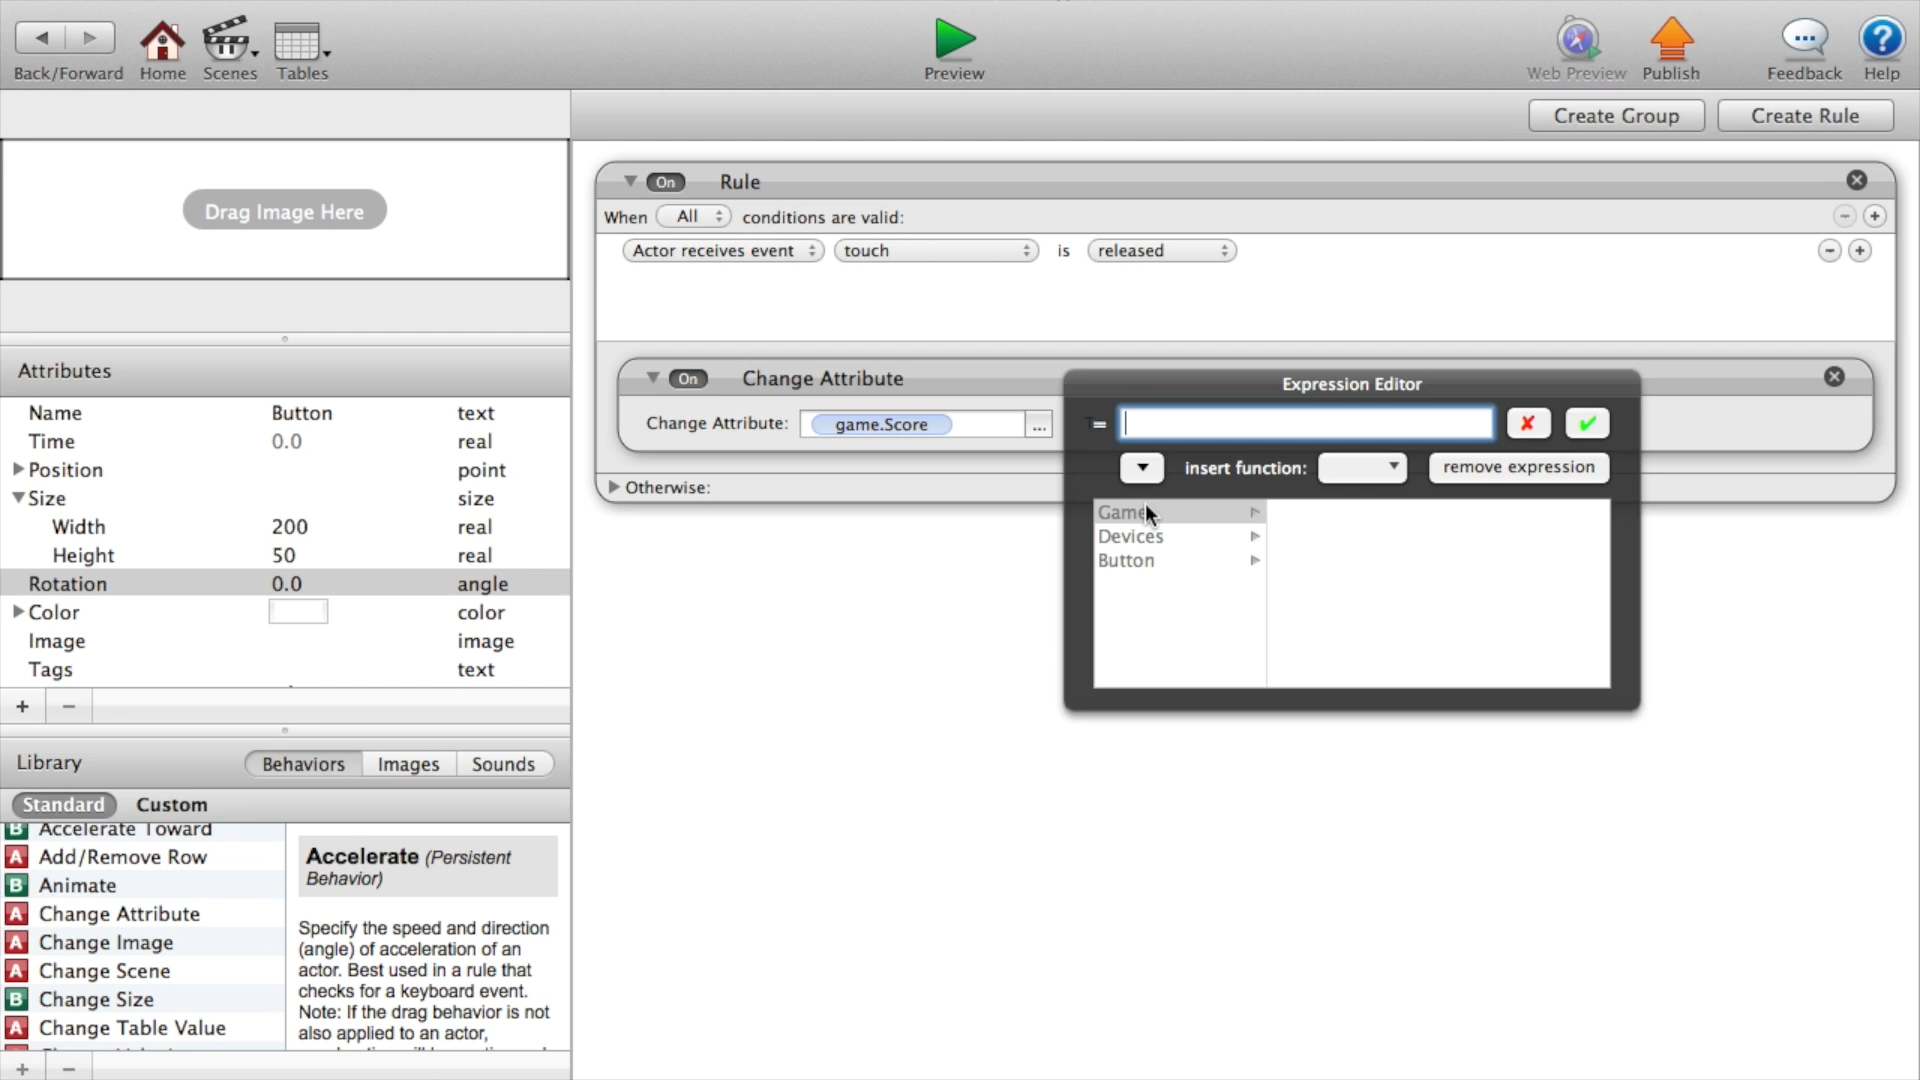 Back/Forward Home Scenes Tables Preview Web Preview Publish Feedback Help
Create Group Create Rule
Drag Image Here
On Rule
When All conditions are valid:
Actor receives event touch is released
On Change Attribute
Change Attribute: game.Score ...
Otherwise:
Expression Editor
=
insert function: remove expression
Game
Devices
Button
Attributes
Name Button text
Time 0.0 real
Position point
Size size
Width 200 real
Height 50 real
Rotation 0.0 angle
Color color
Image image
Tags text
+ −
Library Behaviors Images Sounds
Standard Custom
B Accelerate Toward
A Add/Remove Row
B Animate
A Change Attribute
A Change Image
A Change Scene
B Change Size
A Change Table Value
Accelerate (Persistent
Behavior)
Specify the speed and direction
(angle) of acceleration of an
actor. Best used in a rule that
checks for a keyboard event.
Note: If the drag behavior is not
also applied to an actor,
+ −